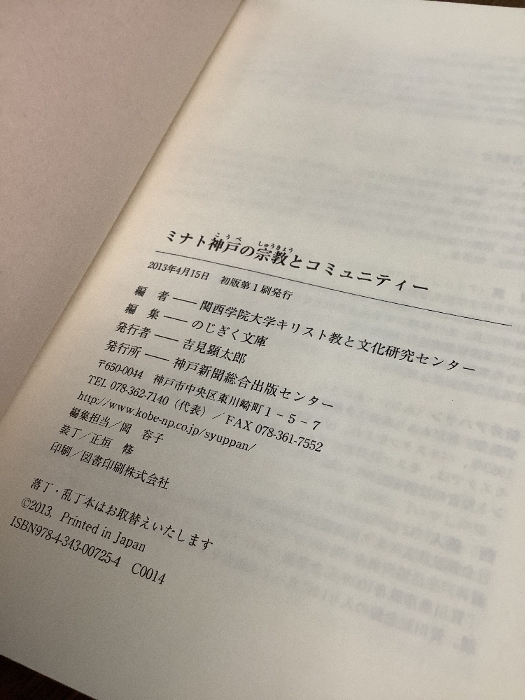 ミナト神戸の宗教とコミュニティー
2013年4月15日 初版第1刷発行
編 者──関西学院大学キリスト教と文化研究センター
編 集──のじぎく文庫
発行者──吉見顕太郎
発行所──神戸新聞総合出版センター
〒650-0044 神戸市中央区東川崎町1-5-7
TEL 078-362-7140(代表)/FAX 078-361-7552
http://www.kobe-np.co.jp/syuppan/
編集担当/岡 容子
装丁/正垣 修
印刷/図書印刷株式会社
落丁・乱丁本はお取替えいたします
©2013. Printed in Japan
ISBN978-4-343-00725-4 C0014